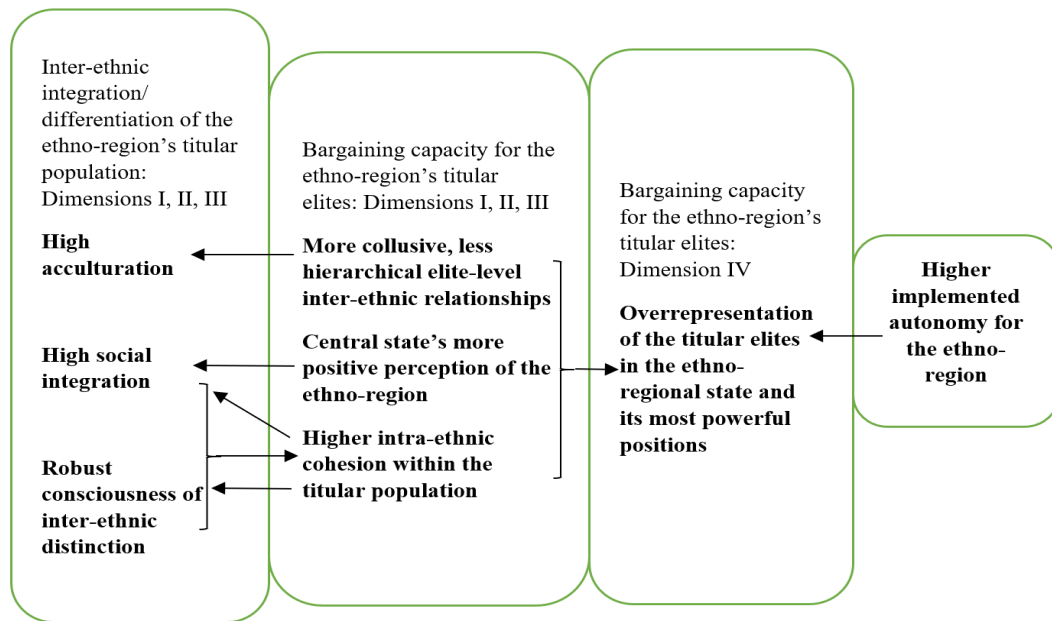 Inter-ethnic
integration/
differentiation of the
ethno-region's titular
population:
Dimensions I, II, III
High
acculturation
High social
integration
Robust
consciousness of
inter-ethnic
distinction
Bargaining capacity for the
ethno-region's titular
elites: Dimensions I, II, III
More collusive, less
hierarchical elite-level
inter-ethnic relationships
Central state's more
positive perception of the
ethno-region
Higher intra-ethnic
cohesion within the
titular population
Bargaining capacity
for the ethno-region's
titular elites:
Dimension IV
Overrepresentation
of the titular elites
in the ethno-
regional state and
its most powerful
positions
Higher
implemented
autonomy for
the ethno-
region